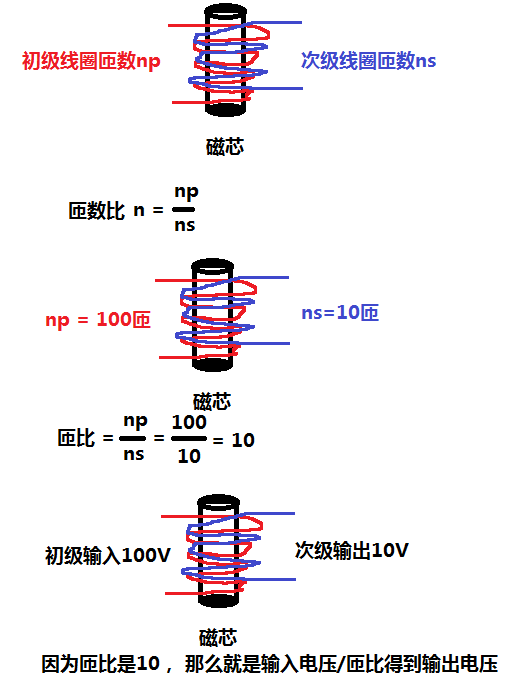 初级线圈匝数np 次级线圈匝数ns
磁芯
匝数比 n = np/ns
np = 100匝 ns=10匝
磁芯
匝比 = np/ns = 100/10 = 10
初级输入100V 次级输出10V
磁芯
因为匝比是10 ，那么就是输入电压/匝比得到输出电压